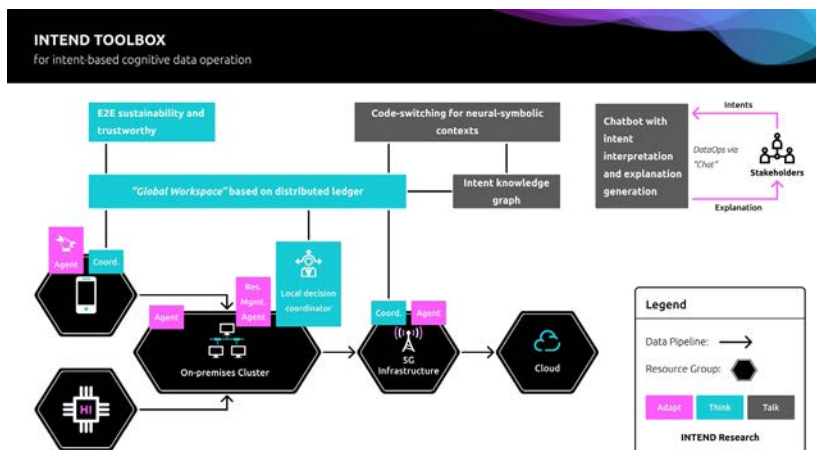 INTEND TOOLBOX
for intent-based cognitive data operation
E2E sustainability and
trustworthy
Code-switching for neural-symbolic
contexts
Chatbot with
intent
interpretation
and explanation
generation
Intents
DataOps via
"Chat"
Stakeholders
Explanation
"Global Workspace" based on distributed ledger
Intent knowledge
graph
Agent
Coord.
Agent
Res.
Mgmt.
Agent
Local decision
coordinator
Coord.
Agent
On-premises Cluster
5G
Infrastructure
Cloud
HI
Legend
Data Pipeline:
Resource Group:
Adapt
Think
Talk
INTEND Research